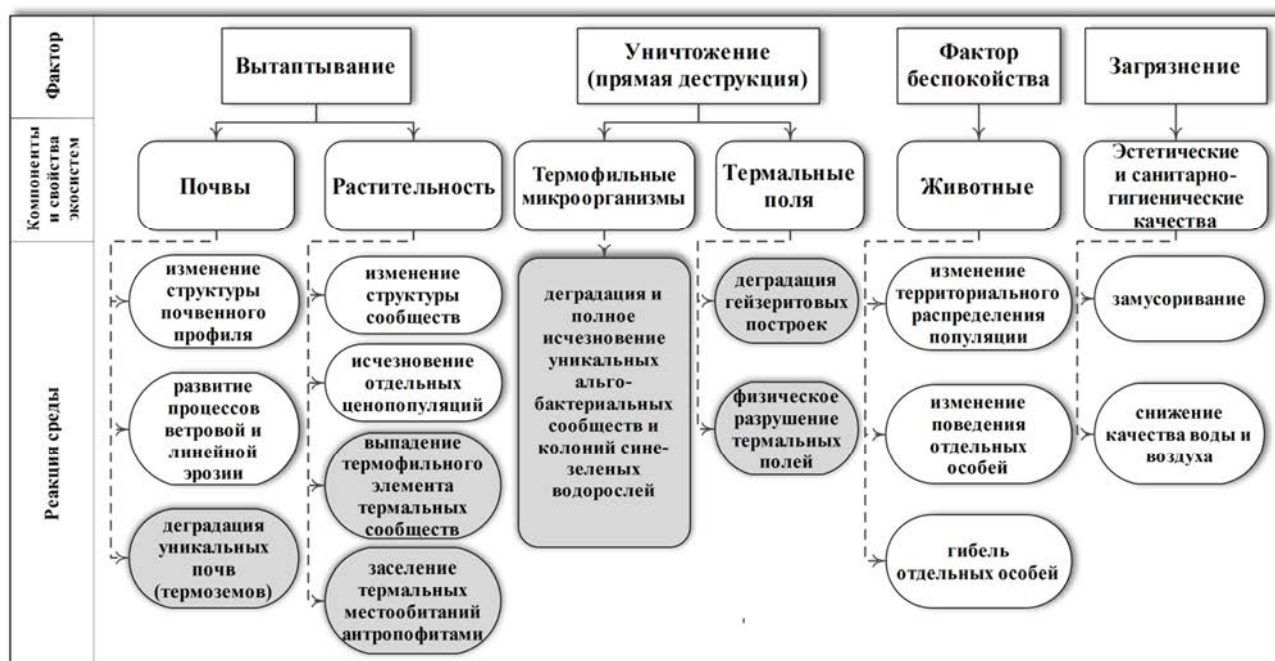 Фактор
Вытаптывание
Уничтожение
(прямая деструкция)
Фактор
беспокойства
Загрязнение
Компоненты
и свойства
экосистем
Почвы
Растительность
Термофильные
микроорганизмы
Термальные
поля
Животные
Эстетические
и санитарно-
гигиенические
качества
Реакция среды
изменение
структуры
почвенного
профиля
развитие
процессов
ветровой и
линейной
эрозии
деградация
уникальных
почв
(термоземов)
изменение
структуры
сообществ
исчезновение
отдельных
ценопопуляций
выпадение
термофильного
элемента
термальных
сообществ
заселение
термальных
местообитаний
антропофитами
деградация и
полное
исчезновение
уникальных
альго-
бактериальных
сообществ и
колоний сине-
зеленых
водорослей
деградация
гейзеритовых
построек
физическое
разрушение
термальных
полей
изменение
территориального
распределения
популяции
изменение
поведения
отдельных
особей
гибель
отдельных особей
замусоривание
снижение
качества воды и
воздуха